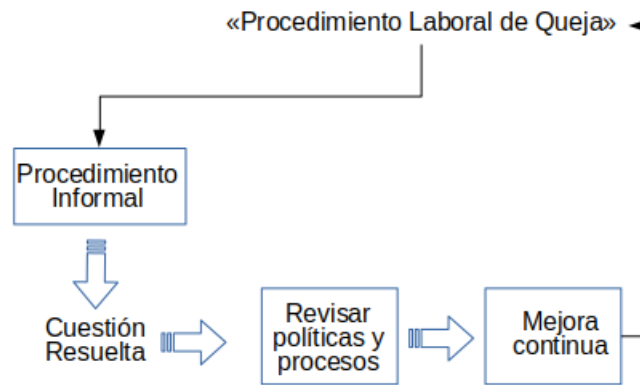 «Procedimiento Laboral de Queja»
Procedimiento
Informal
Cuestión
Resuelta
Revisar
políticas y
procesos
Mejora
continua